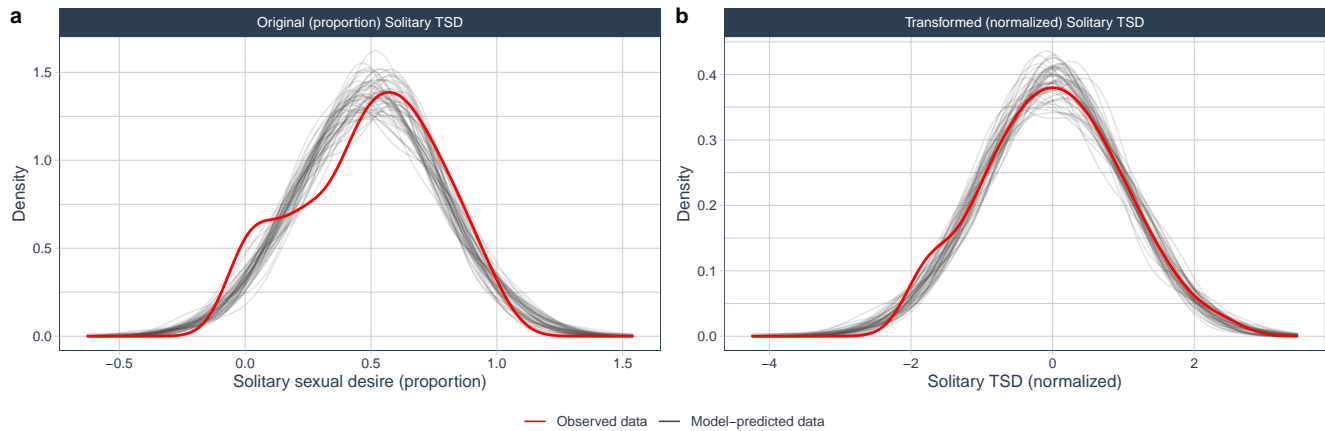 a
Original (proportion) Solitary TSD
Density
0.0
0.5
1.0
1.5
−0.5
0.0
0.5
1.0
1.5
Solitary sexual desire (proportion)
b
Transformed (normalized) Solitary TSD
Density
0.0
0.1
0.2
0.3
0.4
−4
−2
0
2
Solitary TSD (normalized)
Observed data
Model−predicted data